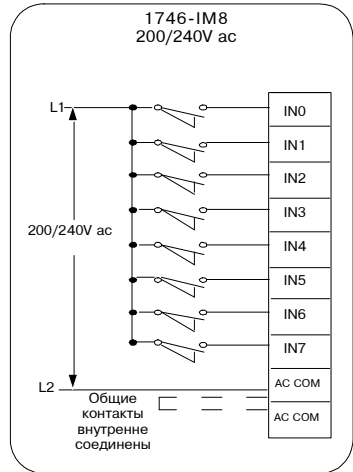 1746-IM8
200/240V ac
L1
IN0
IN1
IN2
IN3
200/240V ac
IN4
IN5
IN6
IN7
L2
AC COM
Общие
контакты
внутренне
соединены
AC COM